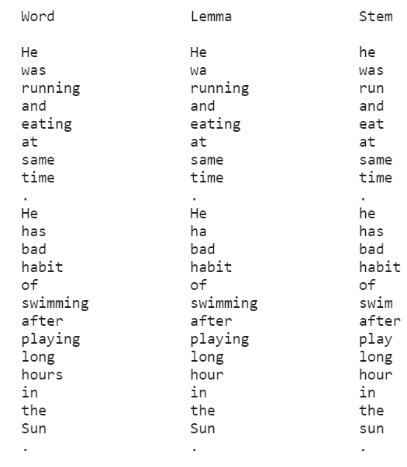 Word Lemma Stem
He He he
was wa was
running running run
and and and
eating eating eat
at at at
same same same
time time time
. . .
He He he
has ha has
bad bad bad
habit habit habit
of of of
swimming swimming swim
after after after
playing playing play
long long long
hours hour hour
in in in
the the the
Sun Sun sun
. . .